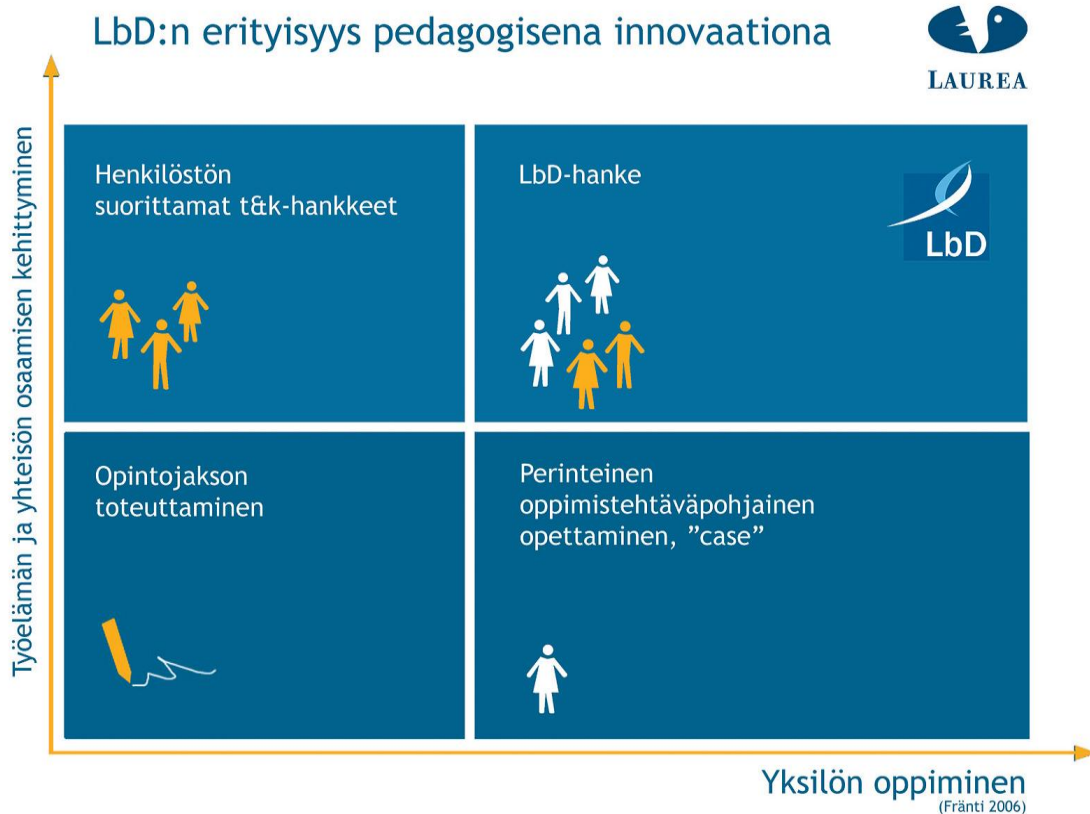 LbD:n erityisyys pedagogisena innovaationa
LAUREA
Työelämän ja yhteisön osaamisen kehittyminen
Henkilöstön
suorittamat t&k-hankkeet
LbD-hanke
LbD
Opintojakson
toteuttaminen
Perinteinen
oppimistehtäväpohjainen
opettaminen, ”case”
Yksilön oppiminen
(Fränti 2006)